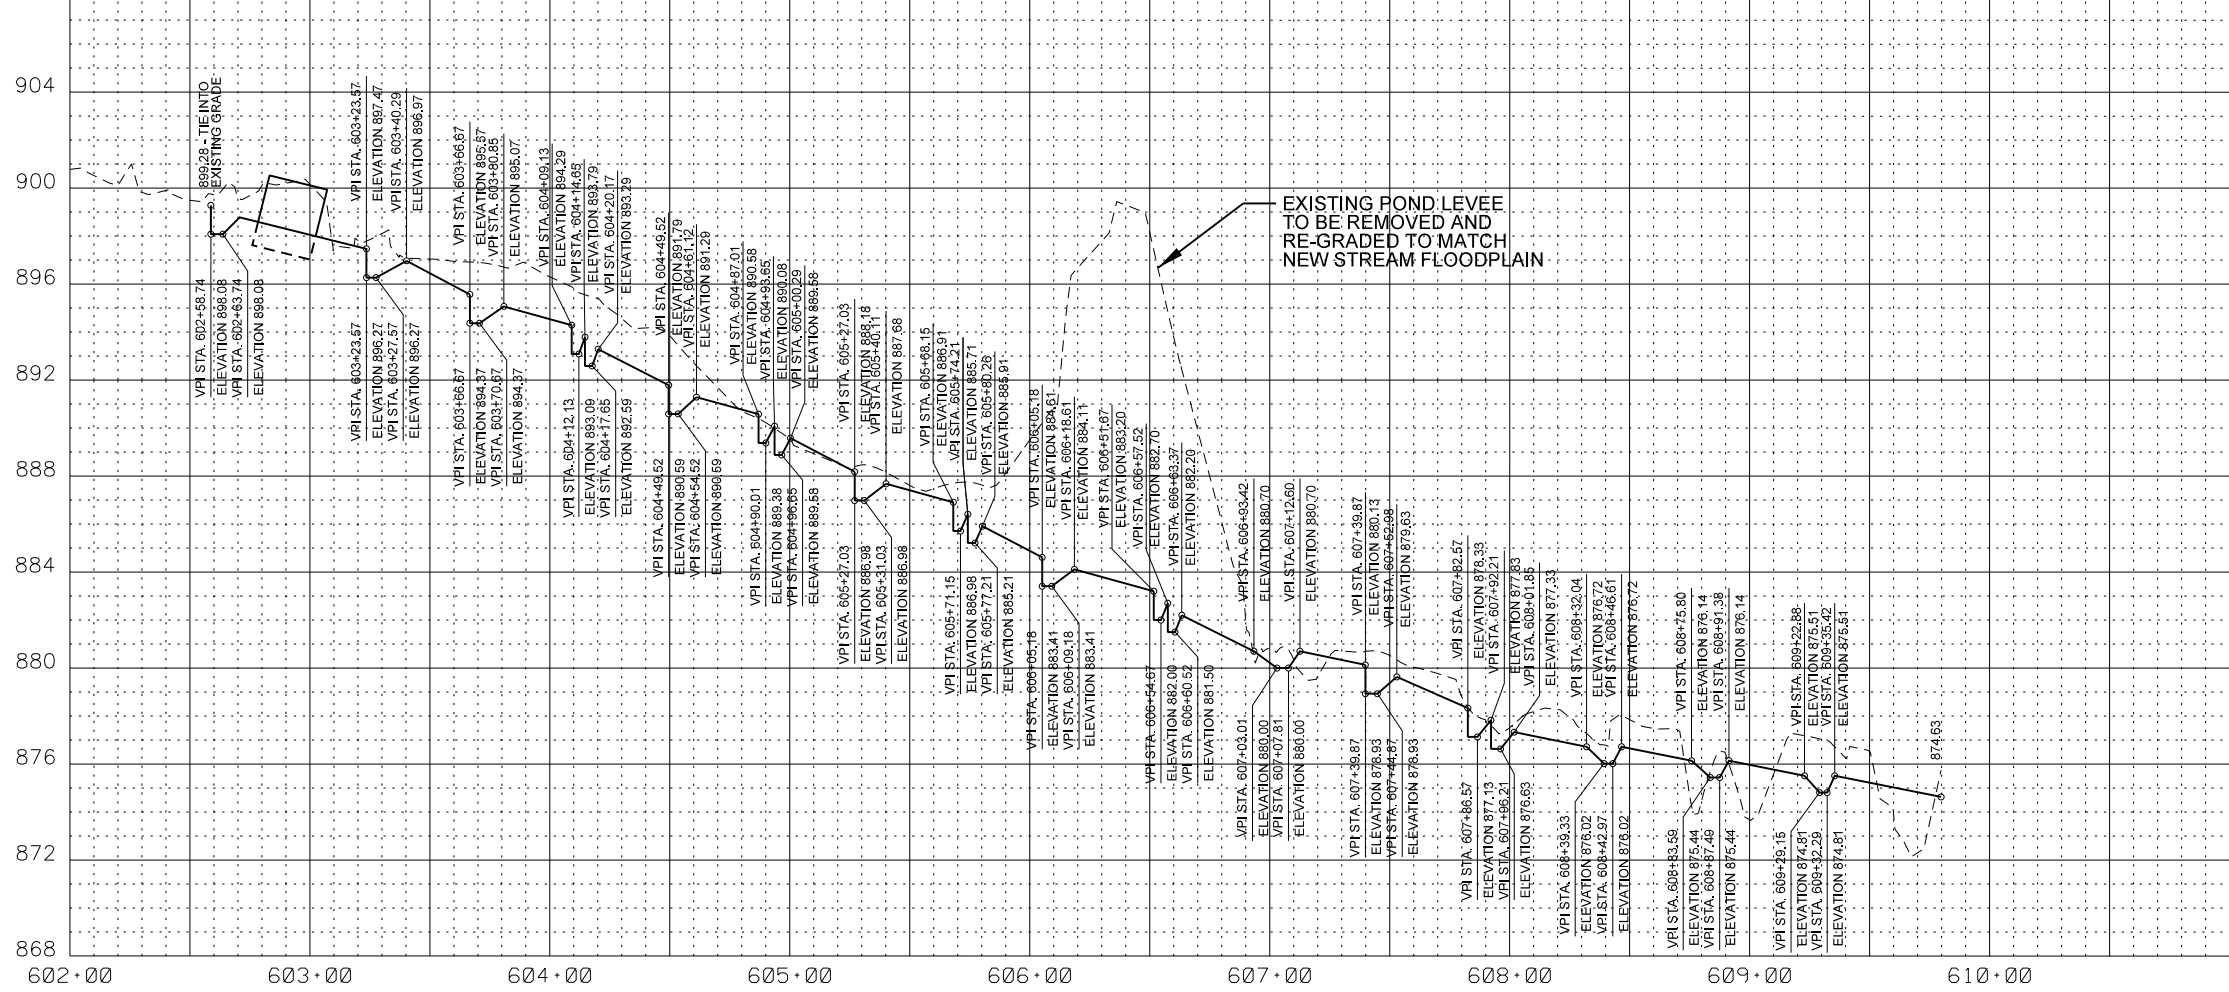 904
900
896
892
888
884
880
876
872
868
602+00
603+00
604+00
605+00
606+00
607+00
608+00
609+00
610+00
899.28 - TIE INTO
EXISTING GRADE
VPI STA. 602+58.74
ELEVATION 898.08
VPI STA. 602+63.74
ELEVATION 898.08
VPI STA. 603+23.57
ELEVATION 897.47
VPI STA. 603+40.29
ELEVATION 896.97
VPI STA. 603+23.57
ELEVATION 896.27
VPI STA. 603+27.57
ELEVATION 896.27
VPI STA. 603+66.67
ELEVATION 895.57
VPI STA. 603+80.85
ELEVATION 895.07
VPI STA. 603+66.67
ELEVATION 894.37
VPI STA. 603+70.67
ELEVATION 894.37
VPI STA. 604+09.13
ELEVATION 894.29
VPI STA. 604+14.65
ELEVATION 893.79
VPI STA. 604+20.17
ELEVATION 893.29
VPI STA. 604+12.13
ELEVATION 893.09
VPI STA. 604+17.65
ELEVATION 892.59
VPI STA. 604+49.52
ELEVATION 891.79
VPI STA. 604+61.12
ELEVATION 891.29
VPI STA. 604+49.52
ELEVATION 890.59
VPI STA. 604+54.52
ELEVATION 890.59
VPI STA. 604+87.01
ELEVATION 890.58
VPI STA. 604+93.65
ELEVATION 890.08
VPI STA. 605+00.29
ELEVATION 889.58
VPI STA. 604+90.01
ELEVATION 889.38
VPI STA. 604+96.65
ELEVATION 889.58
VPI STA. 605+27.03
ELEVATION 888.18
VPI STA. 605+40.11
ELEVATION 887.68
VPI STA. 605+27.03
ELEVATION 886.98
VPI STA. 605+31.03
ELEVATION 886.98
VPI STA. 605+68.15
ELEVATION 886.91
VPI STA. 605+74.21
ELEVATION 885.71
VPI STA. 605+80.26
ELEVATION 885.91
VPI STA. 605+71.15
ELEVATION 886.98
VPI STA. 605+77.21
ELEVATION 885.21
VPI STA. 606+05.18
ELEVATION 884.61
VPI STA. 606+18.61
ELEVATION 884.11
VPI STA. 606+05.18
ELEVATION 883.41
VPI STA. 606+09.18
ELEVATION 883.41
VPI STA. 606+51.67
ELEVATION 883.20
VPI STA. 606+57.52
ELEVATION 882.70
VPI STA. 606+63.37
ELEVATION 882.20
VPI STA. 606+54.67
ELEVATION 882.00
VPI STA. 606+60.52
ELEVATION 881.50
EXISTING POND LEVEE
TO BE REMOVED AND
RE-GRADED TO MATCH
NEW STREAM FLOODPLAIN
VPI STA. 606+93.42
ELEVATION 880.70
VPI STA. 607+12.60
ELEVATION 880.70
VPI STA. 607+03.01
ELEVATION 880.00
VPI STA. 607+07.81
ELEVATION 880.00
VPI STA. 607+39.87
ELEVATION 880.13
VPI STA. 607+52.98
ELEVATION 879.63
VPI STA. 607+39.87
ELEVATION 878.93
VPI STA. 607+44.87
ELEVATION 878.93
VPI STA. 607+82.57
ELEVATION 878.33
VPI STA. 607+92.21
ELEVATION 877.83
VPI STA. 608+01.85
ELEVATION 877.33
VPI STA. 607+86.57
ELEVATION 877.13
VPI STA. 607+96.21
ELEVATION 876.63
VPI STA. 608+32.04
ELEVATION 876.72
VPI STA. 608+46.61
ELEVATION 876.72
VPI STA. 608+39.33
ELEVATION 876.02
VPI STA. 608+42.97
ELEVATION 876.02
VPI STA. 608+75.80
ELEVATION 876.14
VPI STA. 608+91.38
ELEVATION 876.14
VPI STA. 608+83.59
ELEVATION 875.44
VPI STA. 608+87.49
ELEVATION 875.44
VPI STA. 609+22.88
ELEVATION 875.51
VPI STA. 609+35.42
ELEVATION 875.51
VPI STA. 609+29.15
ELEVATION 874.81
VPI STA. 609+32.29
ELEVATION 874.81
874.63